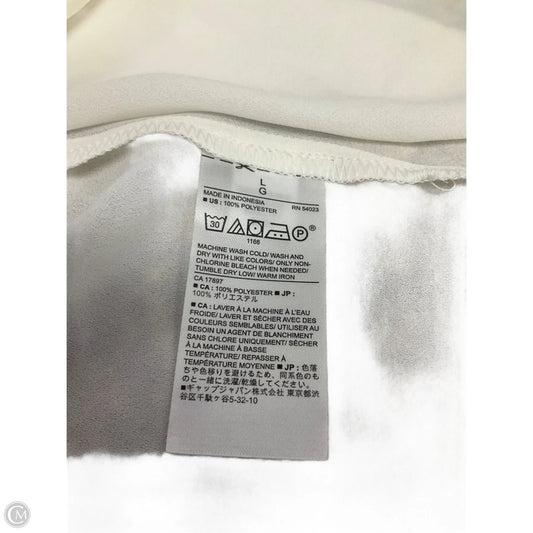 L
G
MADE IN INDONESIA
■ US : 100% POLYESTER RN 54023
30 P ®
1166
MACHINE WASH COLD/ WASH AND
DRY WITH LIKE COLORS/ ONLY NON-
CHLORINE BLEACH WHEN NEEDED/
TUMBLE DRY LOW/ WARM IRON
CA 17897
■ CA : 100% POLYESTER ■ JP :
100% ポリエステル
■ CA : LAVER À LA MACHINE À L'EAU
FROIDE/ LAVER ET SÉCHER AVEC DES
COULEURS SEMBLABLES/ UTILISER AU
BESOIN UN AGENT DE BLANCHIMENT
SANS CHLORE UNIQUEMENT/ SÉCHER
À LA MACHINE À BASSE
TEMPÉRATURE/ REPASSER À
TEMPÉRATURE MOYENNE ■ JP : 色落
ちや色移りを避けるため、同系色のも
のと一緒に洗濯/乾燥してください。
■ギャップジャパン(株) 東京都渋
谷区千駄ヶ谷5-32-10
CM